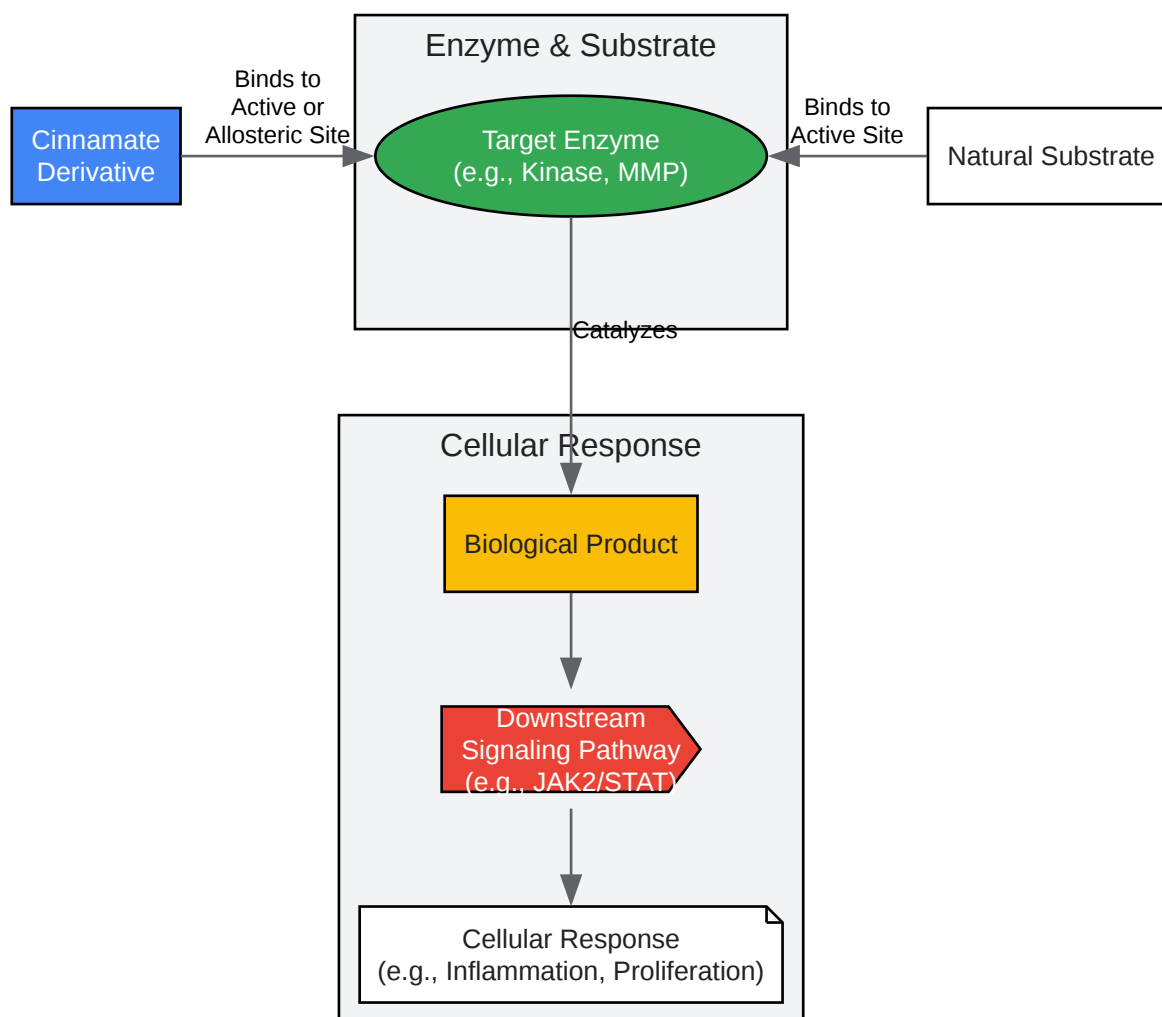 Enzyme & Substrate
Binds to
Active or
Allosteric Site
Binds to
Active Site
Cinnamate
Derivative
Target Enzyme
(e.g., Kinase, MMP)
Natural Substrate
Catalyzes
Cellular Response
Biological Product
Downstream
Signaling Pathway
(e.g., JAK2/STAT)
Cellular Response
(e.g., Inflammation, Proliferation)